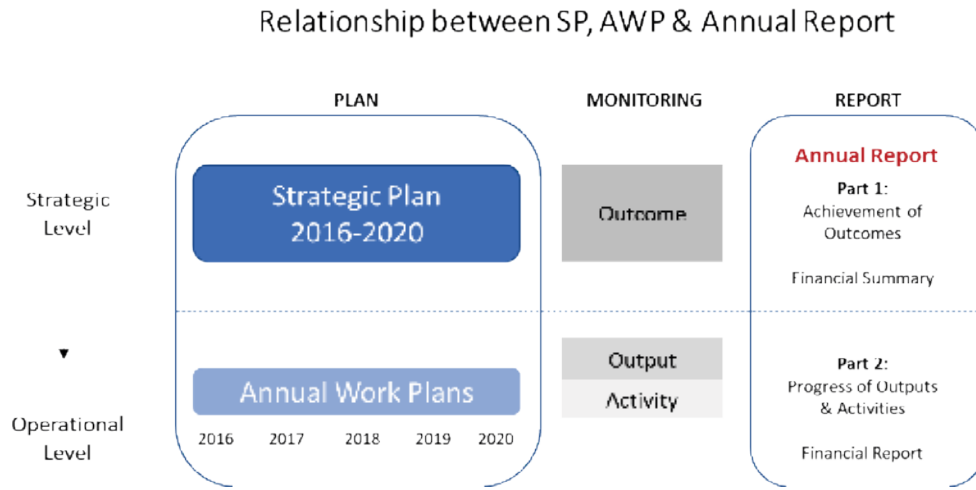 Relationship between SP, AWP & Annual Report
PLAN
MONITORING
REPORT
Strategic
Level
Strategic Plan
2016-2020
Outcome
Annual Report
Part 1:
Achievement of
Outcomes
Financial Summary
Operational
Level
Annual Work Plans
2016 2017 2018 2019 2020
Output
Activity
Part 2:
Progress of Outputs
& Activities
Financial Report